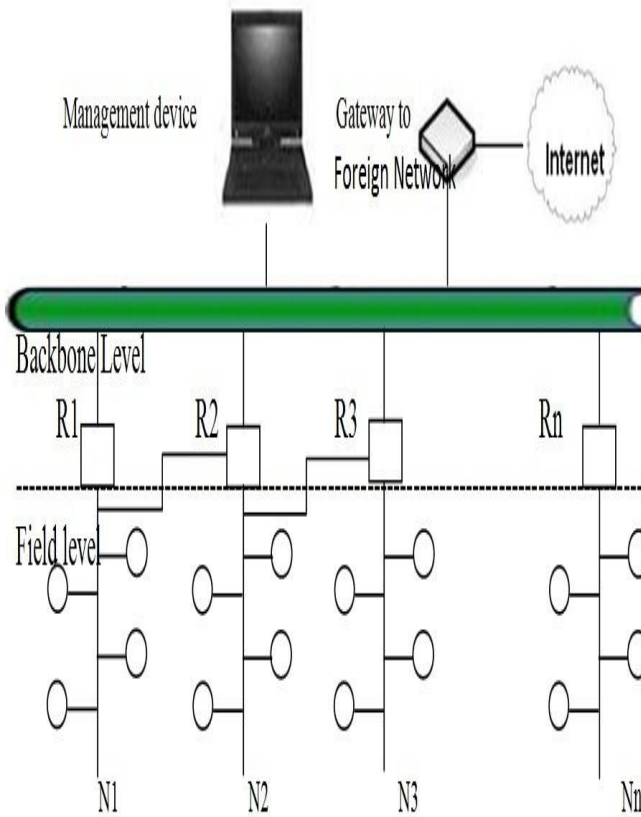 Management device
Gateway to
Foreign Network
Internet
Backbone Level
R1
R2
R3
Rn
Field level
N1
N2
N3
Nn